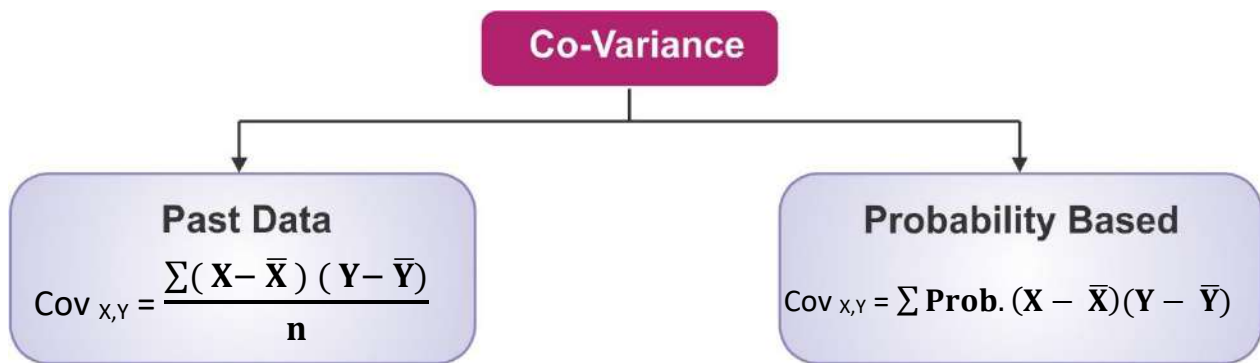 Co-Variance
Past Data
Cov X,Y = ∑( X− X̅ ) ( Y− Y̅) / n
Probability Based
Cov X,Y = ∑ Prob. (X − X̅)(Y − Y̅)